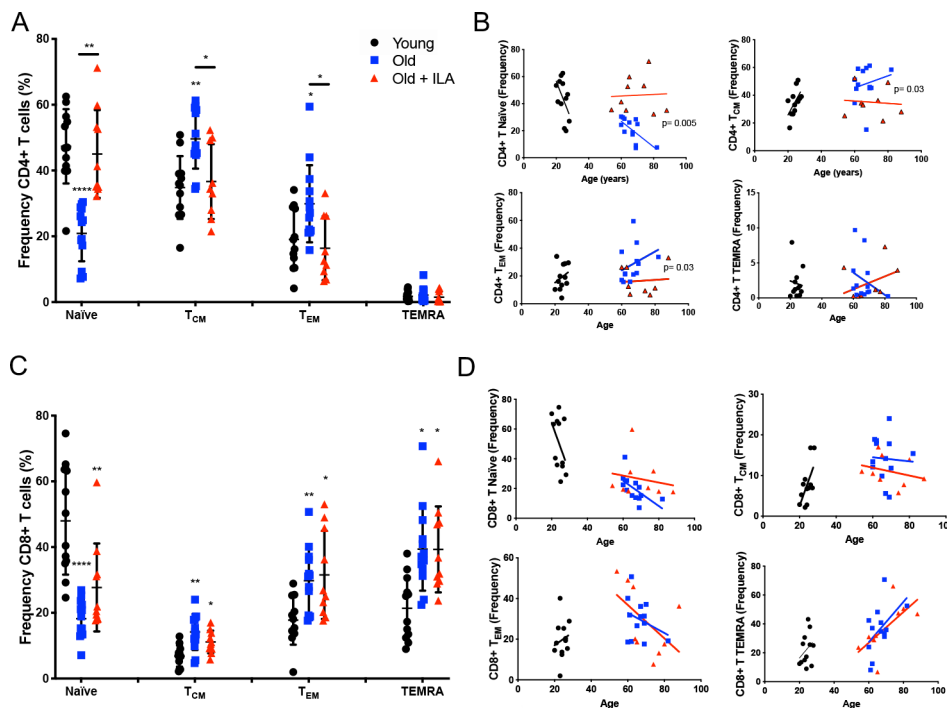 A
Frequency CD4+ T cells (%)
80
60
40
20
0
**
****
**
*
*
*
Naïve
TCM
TEM
TEMRA
Young
Old
Old + ILA
B
CD4+ T Naïve (Frequency)
80
60
40
20
0
p= 0.005
0 20 40 60 80 100
Age (years)
CD4+ TCM (Frequency)
80
60
40
20
0
p= 0.03
0 20 40 60 80 100
Age (years)
CD4+ TEM (Frequency)
80
60
40
20
0
p= 0.03
0 20 40 60 80 100
Age
CD4+ T TEMRA (Frequency)
15
10
5
0
0 20 40 60 80 100
Age
C
Frequency CD8+ T cells (%)
80
60
40
20
0
****
**
**
*
**
*
*
*
Naïve
TCM
TEM
TEMRA
D
CD8+ T Naïve (Frequency)
80
60
40
20
0
0 20 40 60 80 100
Age
CD8+ TCM (Frequency)
30
20
10
0
0 20 40 60 80 100
Age
CD8+ TEM (Frequency)
60
40
20
0
0 20 40 60 80 100
Age
CD8+ T TEMRA (Frequency)
100
80
60
40
20
0
0 20 40 60 80 100
Age